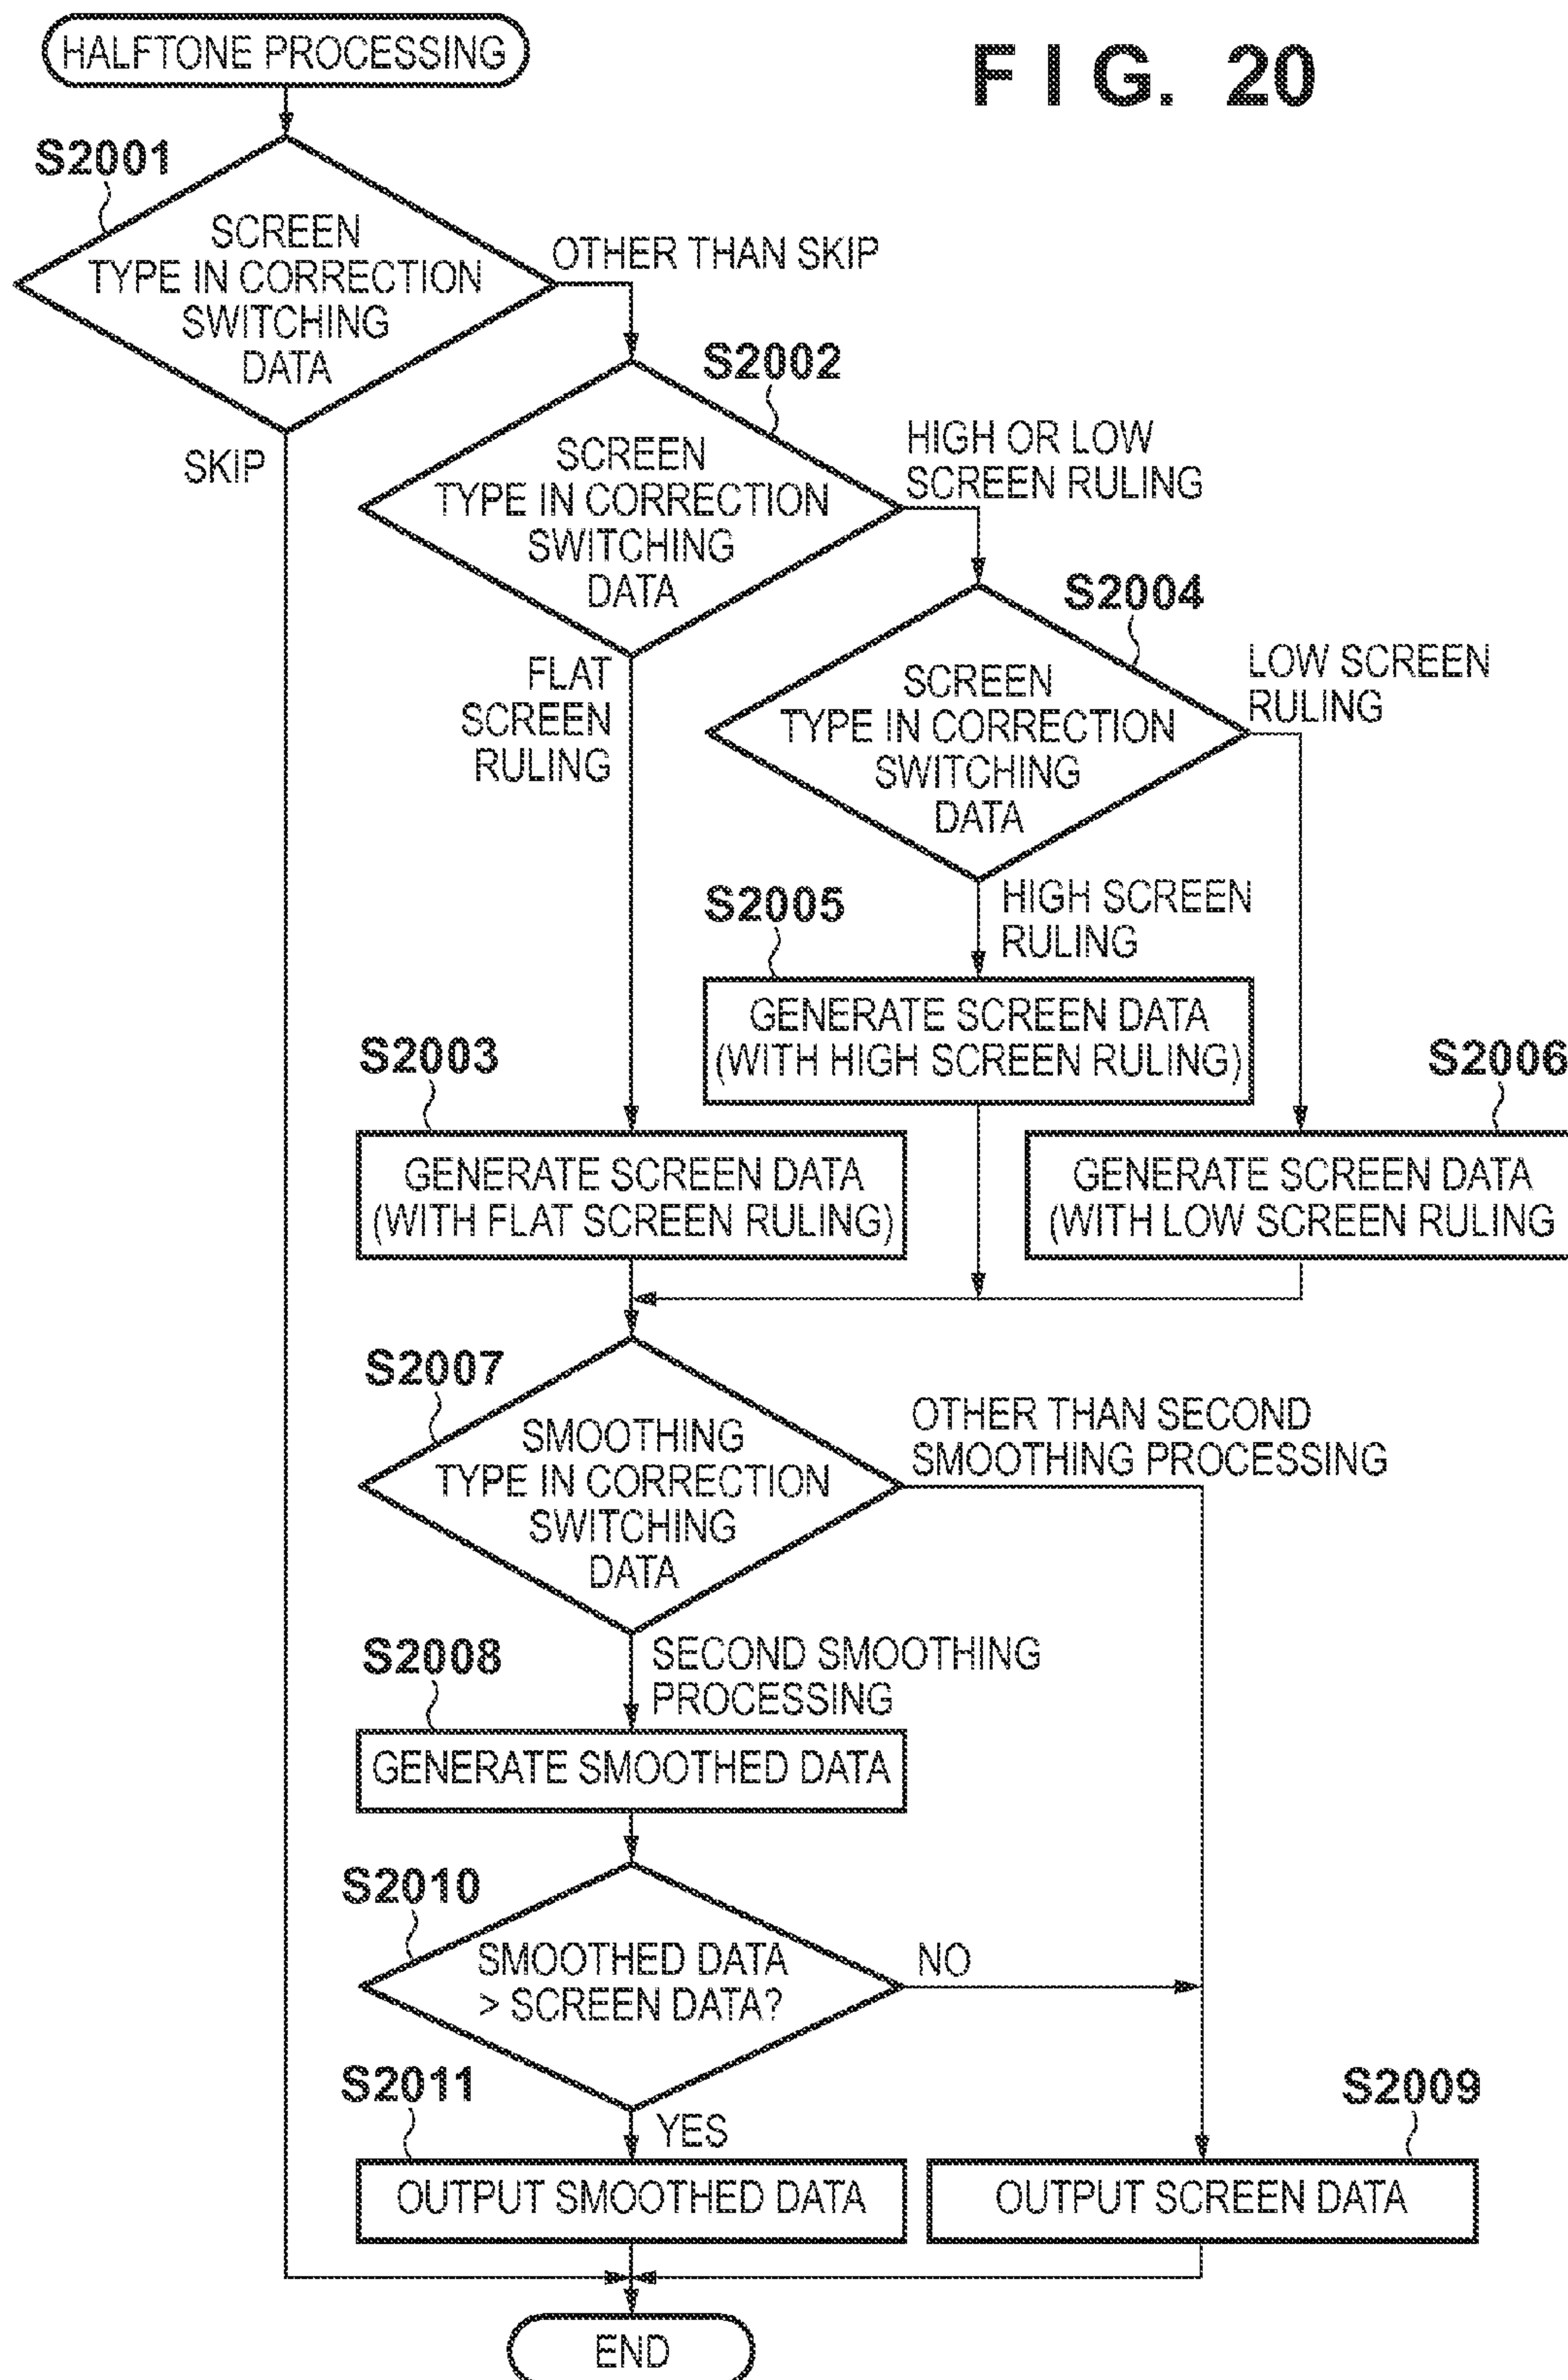 HALFTONE PROCESSING
FIG. 20
S2001
SCREEN
TYPE IN CORRECTION
SWITCHING
DATA
OTHER THAN SKIP
SKIP
S2002
SCREEN
TYPE IN CORRECTION
SWITCHING
DATA
HIGH OR LOW
SCREEN RULING
FLAT
SCREEN
RULING
S2004
SCREEN
TYPE IN CORRECTION
SWITCHING
DATA
LOW SCREEN
RULING
HIGH SCREEN
RULING
S2005
GENERATE SCREEN DATA
(WITH HIGH SCREEN RULING)
S2003
GENERATE SCREEN DATA
(WITH FLAT SCREEN RULING)
S2006
GENERATE SCREEN DATA
(WITH LOW SCREEN RULING
S2007
SMOOTHING
TYPE IN CORRECTION
SWITCHING
DATA
OTHER THAN SECOND
SMOOTHING PROCESSING
SECOND SMOOTHING
PROCESSING
S2008
GENERATE SMOOTHED DATA
S2010
SMOOTHED DATA
> SCREEN DATA?
NO
YES
S2011
OUTPUT SMOOTHED DATA
S2009
OUTPUT SCREEN DATA
END